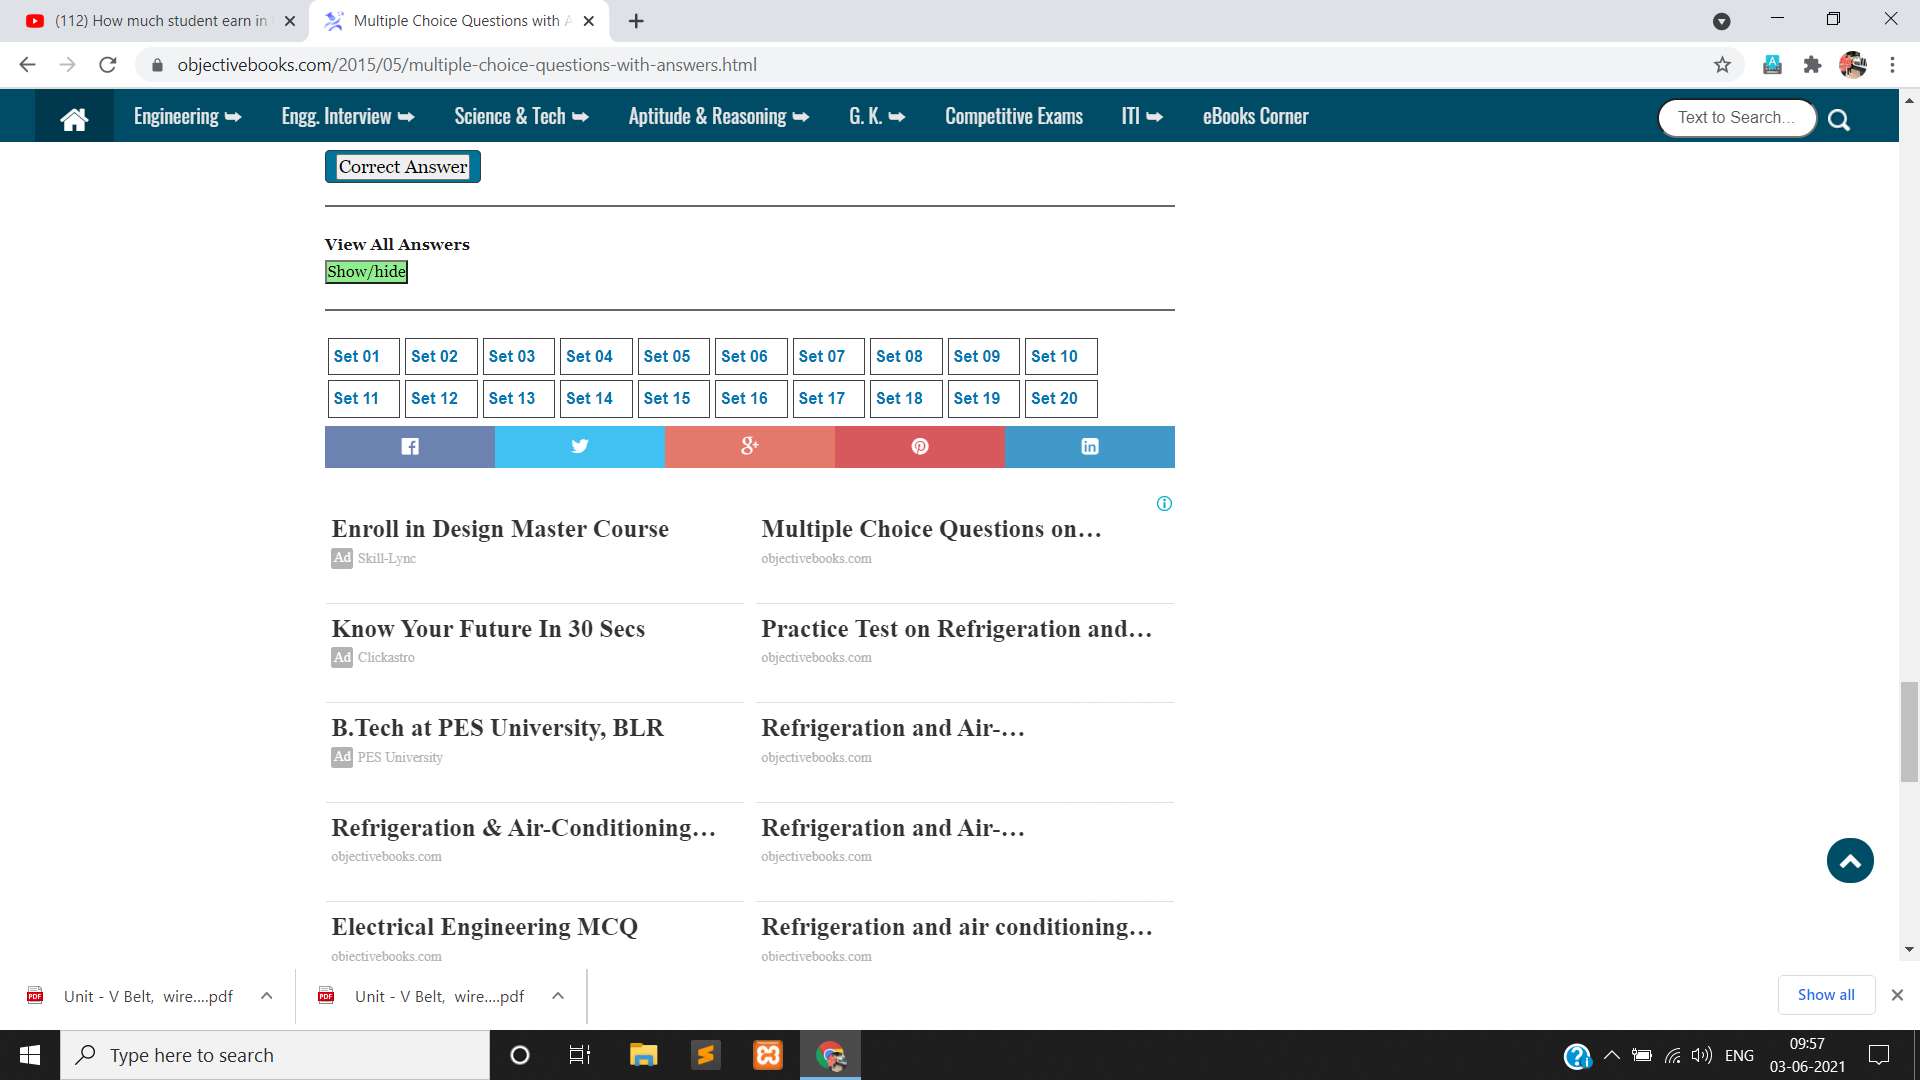 (112) How much student earn in
Multiple Choice Questions with A
objectivebooks.com/2015/05/multiple-choice-questions-with-answers.html
Engineering ➥ Engg. Interview ➥ Science & Tech ➥ Aptitude & Reasoning ➥ G. K. ➥ Competitive Exams ITI ➥ eBooks Corner Text to Search...
Correct Answer
View All Answers
Show/hide
Set 01 Set 02 Set 03 Set 04 Set 05 Set 06 Set 07 Set 08 Set 09 Set 10
Set 11 Set 12 Set 13 Set 14 Set 15 Set 16 Set 17 Set 18 Set 19 Set 20
Enroll in Design Master Course
Ad Skill-Lync
Multiple Choice Questions on...
objectivebooks.com
Know Your Future In 30 Secs
Ad Clickastro
Practice Test on Refrigeration and...
objectivebooks.com
B.Tech at PES University, BLR
Ad PES University
Refrigeration and Air-...
objectivebooks.com
Refrigeration & Air-Conditioning...
objectivebooks.com
Refrigeration and Air-...
objectivebooks.com
Electrical Engineering MCQ
objectivebooks.com
Refrigeration and air conditioning...
objectivebooks.com
Unit - V Belt, wire....pdf
Unit - V Belt, wire....pdf
Show all
Type here to search
ENG
09:57
03-06-2021